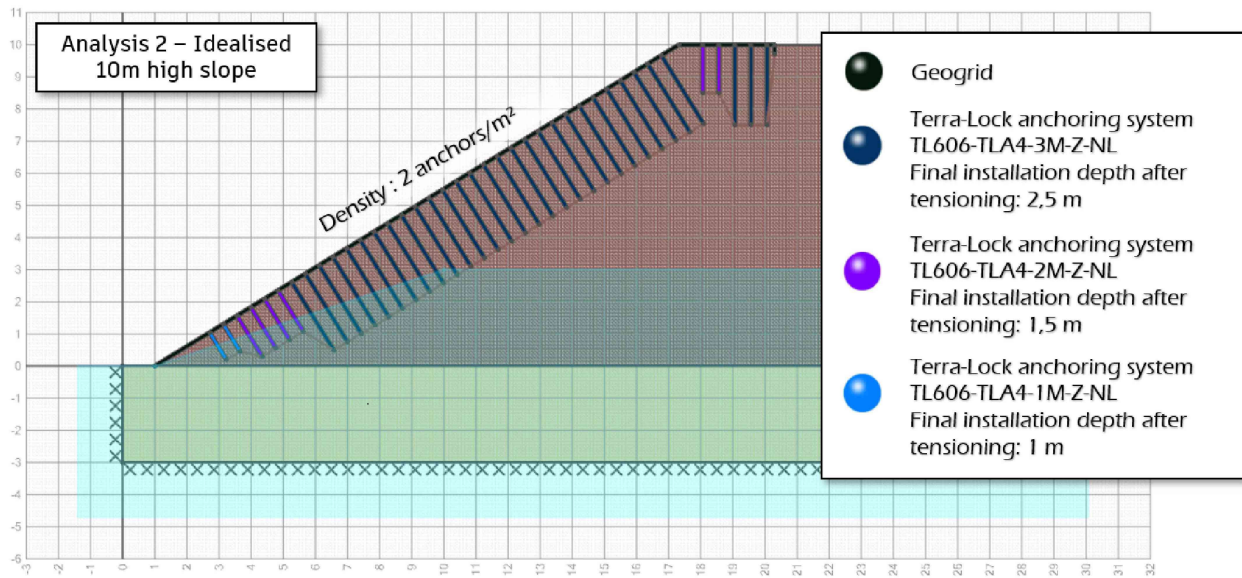 Analysis 2 – Idealised
10m high slope
Density : 2 anchors/m²
Geogrid
Terra-Lock anchoring system
TL606-TLA4-3M-Z-NL
Final installation depth after
tensioning: 2,5 m
Terra-Lock anchoring system
TL606-TLA4-2M-Z-NL
Final installation depth after
tensioning: 1,5 m
Terra-Lock anchoring system
TL606-TLA4-1M-Z-NL
Final installation depth after
tensioning: 1 m
11
10
9
8
7
6
5
4
3
2
1
0
-1
-2
-3
-4
-5
-6
-3 -2 -1 0 1 2 3 4 5 6 7 8 9 10 11 12 13 14 15 16 17 18 19 20 21 22 23 24 25 26 27 28 29 30 31 32